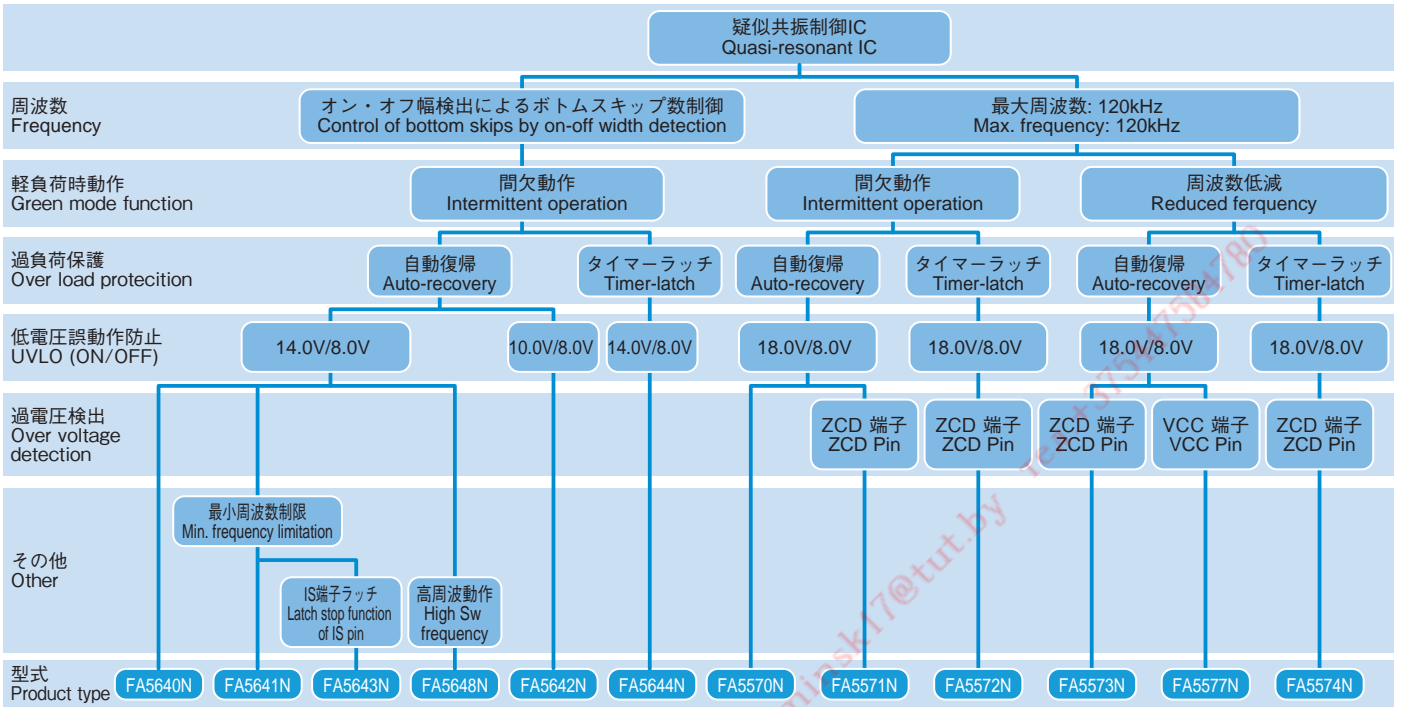 疑似共振制御IC
Quasi-resonant IC
周波数
Frequency
オン・オフ幅検出によるボトムスキップ数制御
Control of bottom skips by on-off width detection
最大周波数: 120kHz
Max. frequency: 120kHz
軽負荷時動作
Green mode function
間欠動作
Intermittent operation
間欠動作
Intermittent operation
周波数低減
Reduced ferquency
過負荷保護
Over load protecition
自動復帰
Auto-recovery
タイマーラッチ
Timer-latch
自動復帰
Auto-recovery
タイマーラッチ
Timer-latch
自動復帰
Auto-recovery
タイマーラッチ
Timer-latch
低電圧誤動作防止
UVLO (ON/OFF)
14.0V/8.0V
10.0V/8.0V
14.0V/8.0V
18.0V/8.0V
18.0V/8.0V
18.0V/8.0V
18.0V/8.0V
過電圧検出
Over voltage
detection
ZCD 端子
ZCD Pin
ZCD 端子
ZCD Pin
ZCD 端子
ZCD Pin
VCC 端子
VCC Pin
ZCD 端子
ZCD Pin
その他
Other
最小周波数制限
Min. frequency limitation
IS端子ラッチ
Latch stop function
of IS pin
高周波動作
High Sw
frequency
型式
Product type
FA5640N
FA5641N
FA5643N
FA5648N
FA5642N
FA5644N
FA5570N
FA5571N
FA5572N
FA5573N
FA5577N
FA5574N